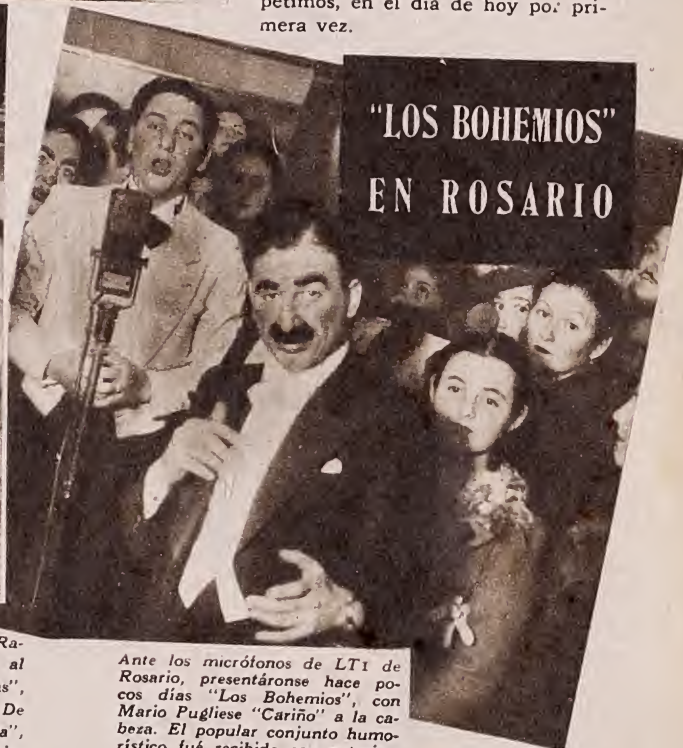 petimos, en el día de hoy por pri-
mera vez.
"LOS BOHEMIOS"
EN ROSARIO
Ra-
al
s",
De
a",
Ante los micrófonos de LT1 de
Rosario, presentáronse hace po-
cos días "Los Bohemios", con
Mario Pugliese "Cariño" a la ca-
beza. El popular conjunto humo-
rístico fué recibido